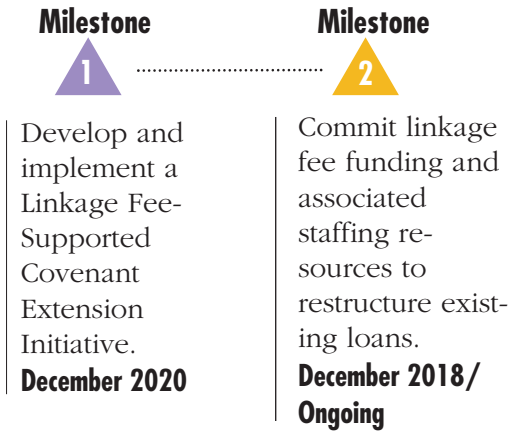 Milestone
1
Develop and
implement a
Linkage Fee-
Supported
Covenant
Extension
Initiative.
December 2020
Milestone
2
Commit linkage
fee funding and
associated
staffing re-
sources to
restructure exist-
ing loans.
December 2018/
Ongoing